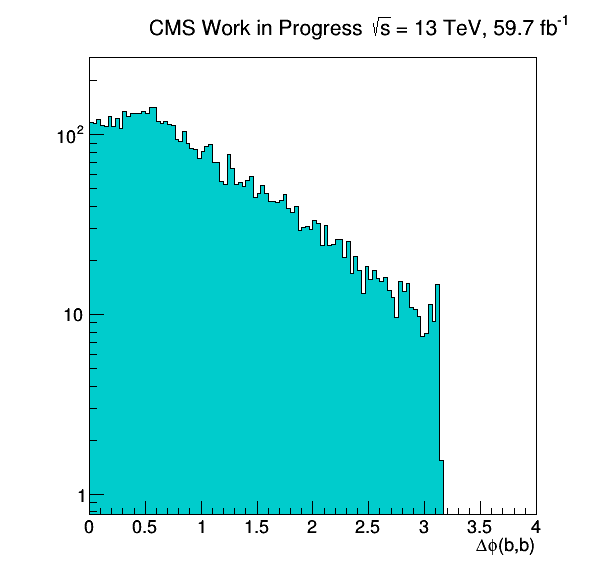 CMS Work in Progress √s = 13 TeV, 59.7 fb⁻¹
10²
10
1
0 0.5 1 1.5 2 2.5 3 3.5 4
Δϕ(b,b)